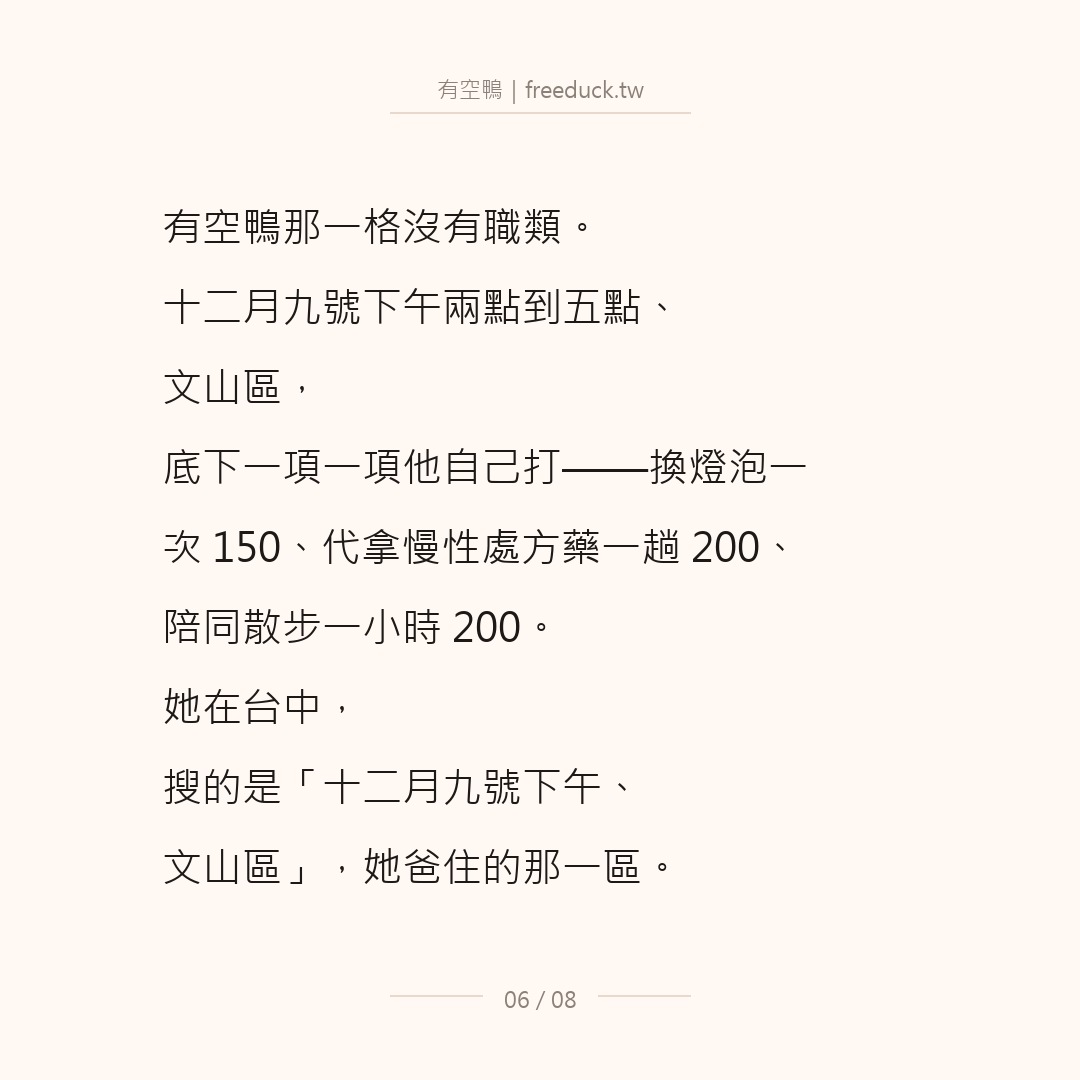 有空鴨 | freeduck.tw
有空鴨那一格沒有職類。
十二月九號下午兩點到五點、
文山區，
底下一項一項他自己打——換燈泡一
次 150、代拿慢性處方藥一趟 200、
陪同散步一小時 200。
她在台中，
搜的是「十二月九號下午、
文山區」，她爸住的那一區。
06 / 08